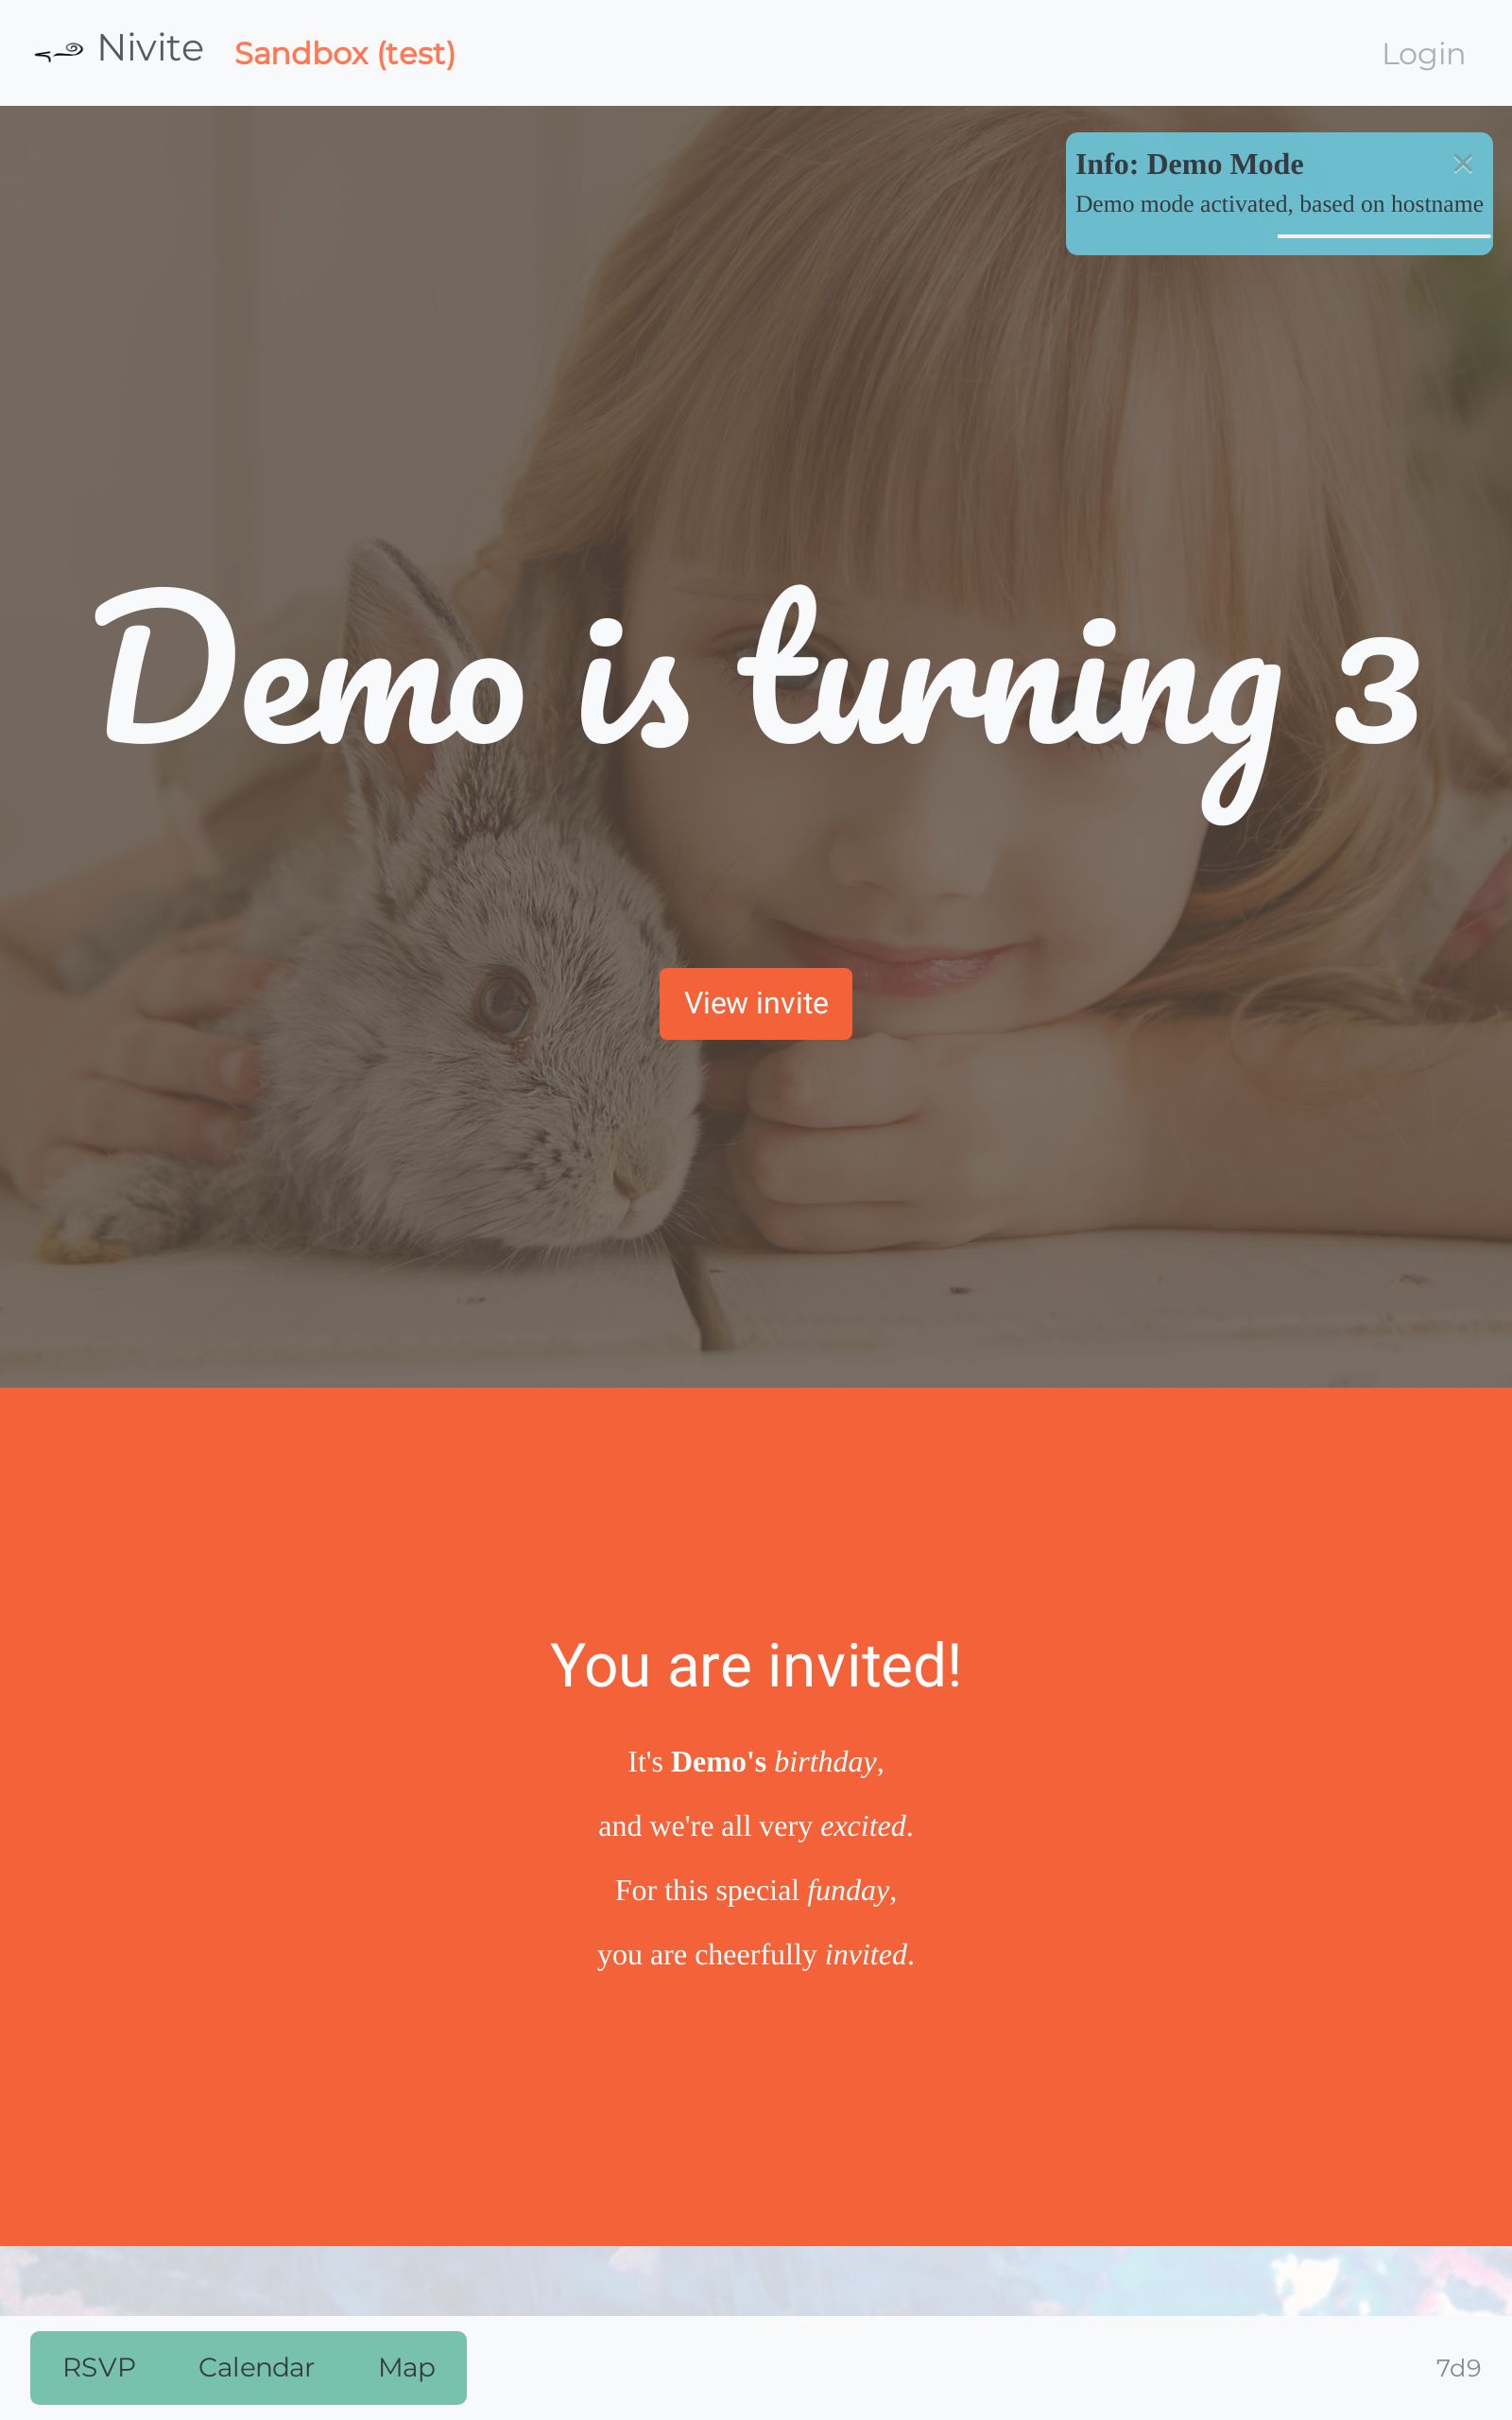 Nivite Sandbox (test) Login
Info: Demo Mode ×
Demo mode activated, based on hostname
Demo is turning 3
View invite
You are invited!
It's Demo's birthday,
and we're all very excited.
For this special funday,
you are cheerfully invited.
RSVP Calendar Map 7d9